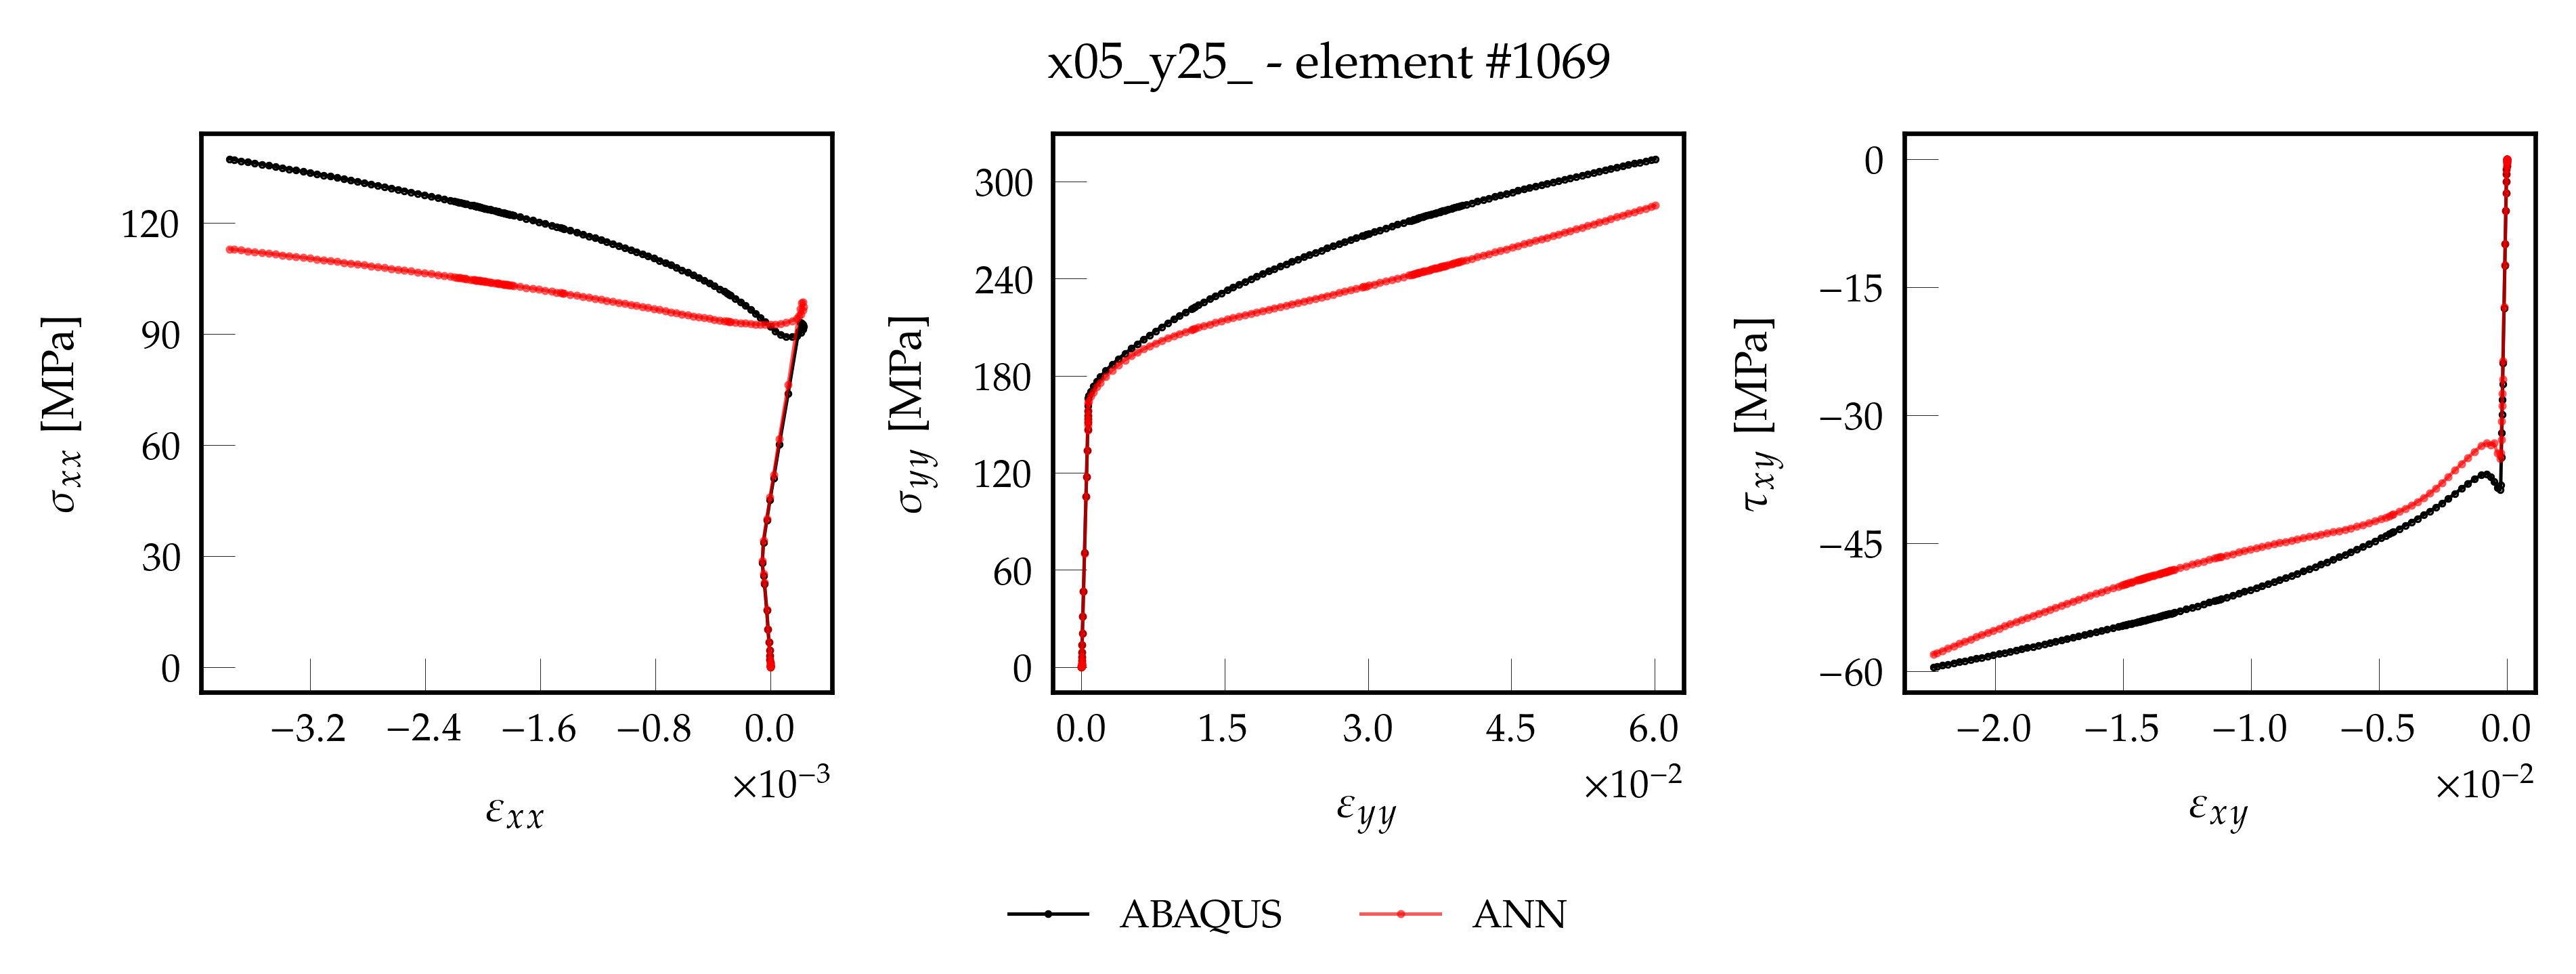 x05_y25_ - element #1069
σxx [MPa]
120
90
60
30
0
−3.2 −2.4 −1.6 −0.8 0.0
×10−3
εxx
σyy [MPa]
300
240
180
120
60
0
0.0 1.5 3.0 4.5 6.0
×10−2
εyy
τxy [MPa]
0
−15
−30
−45
−60
−2.0 −1.5 −1.0 −0.5 0.0
×10−2
εxy
ABAQUS ANN